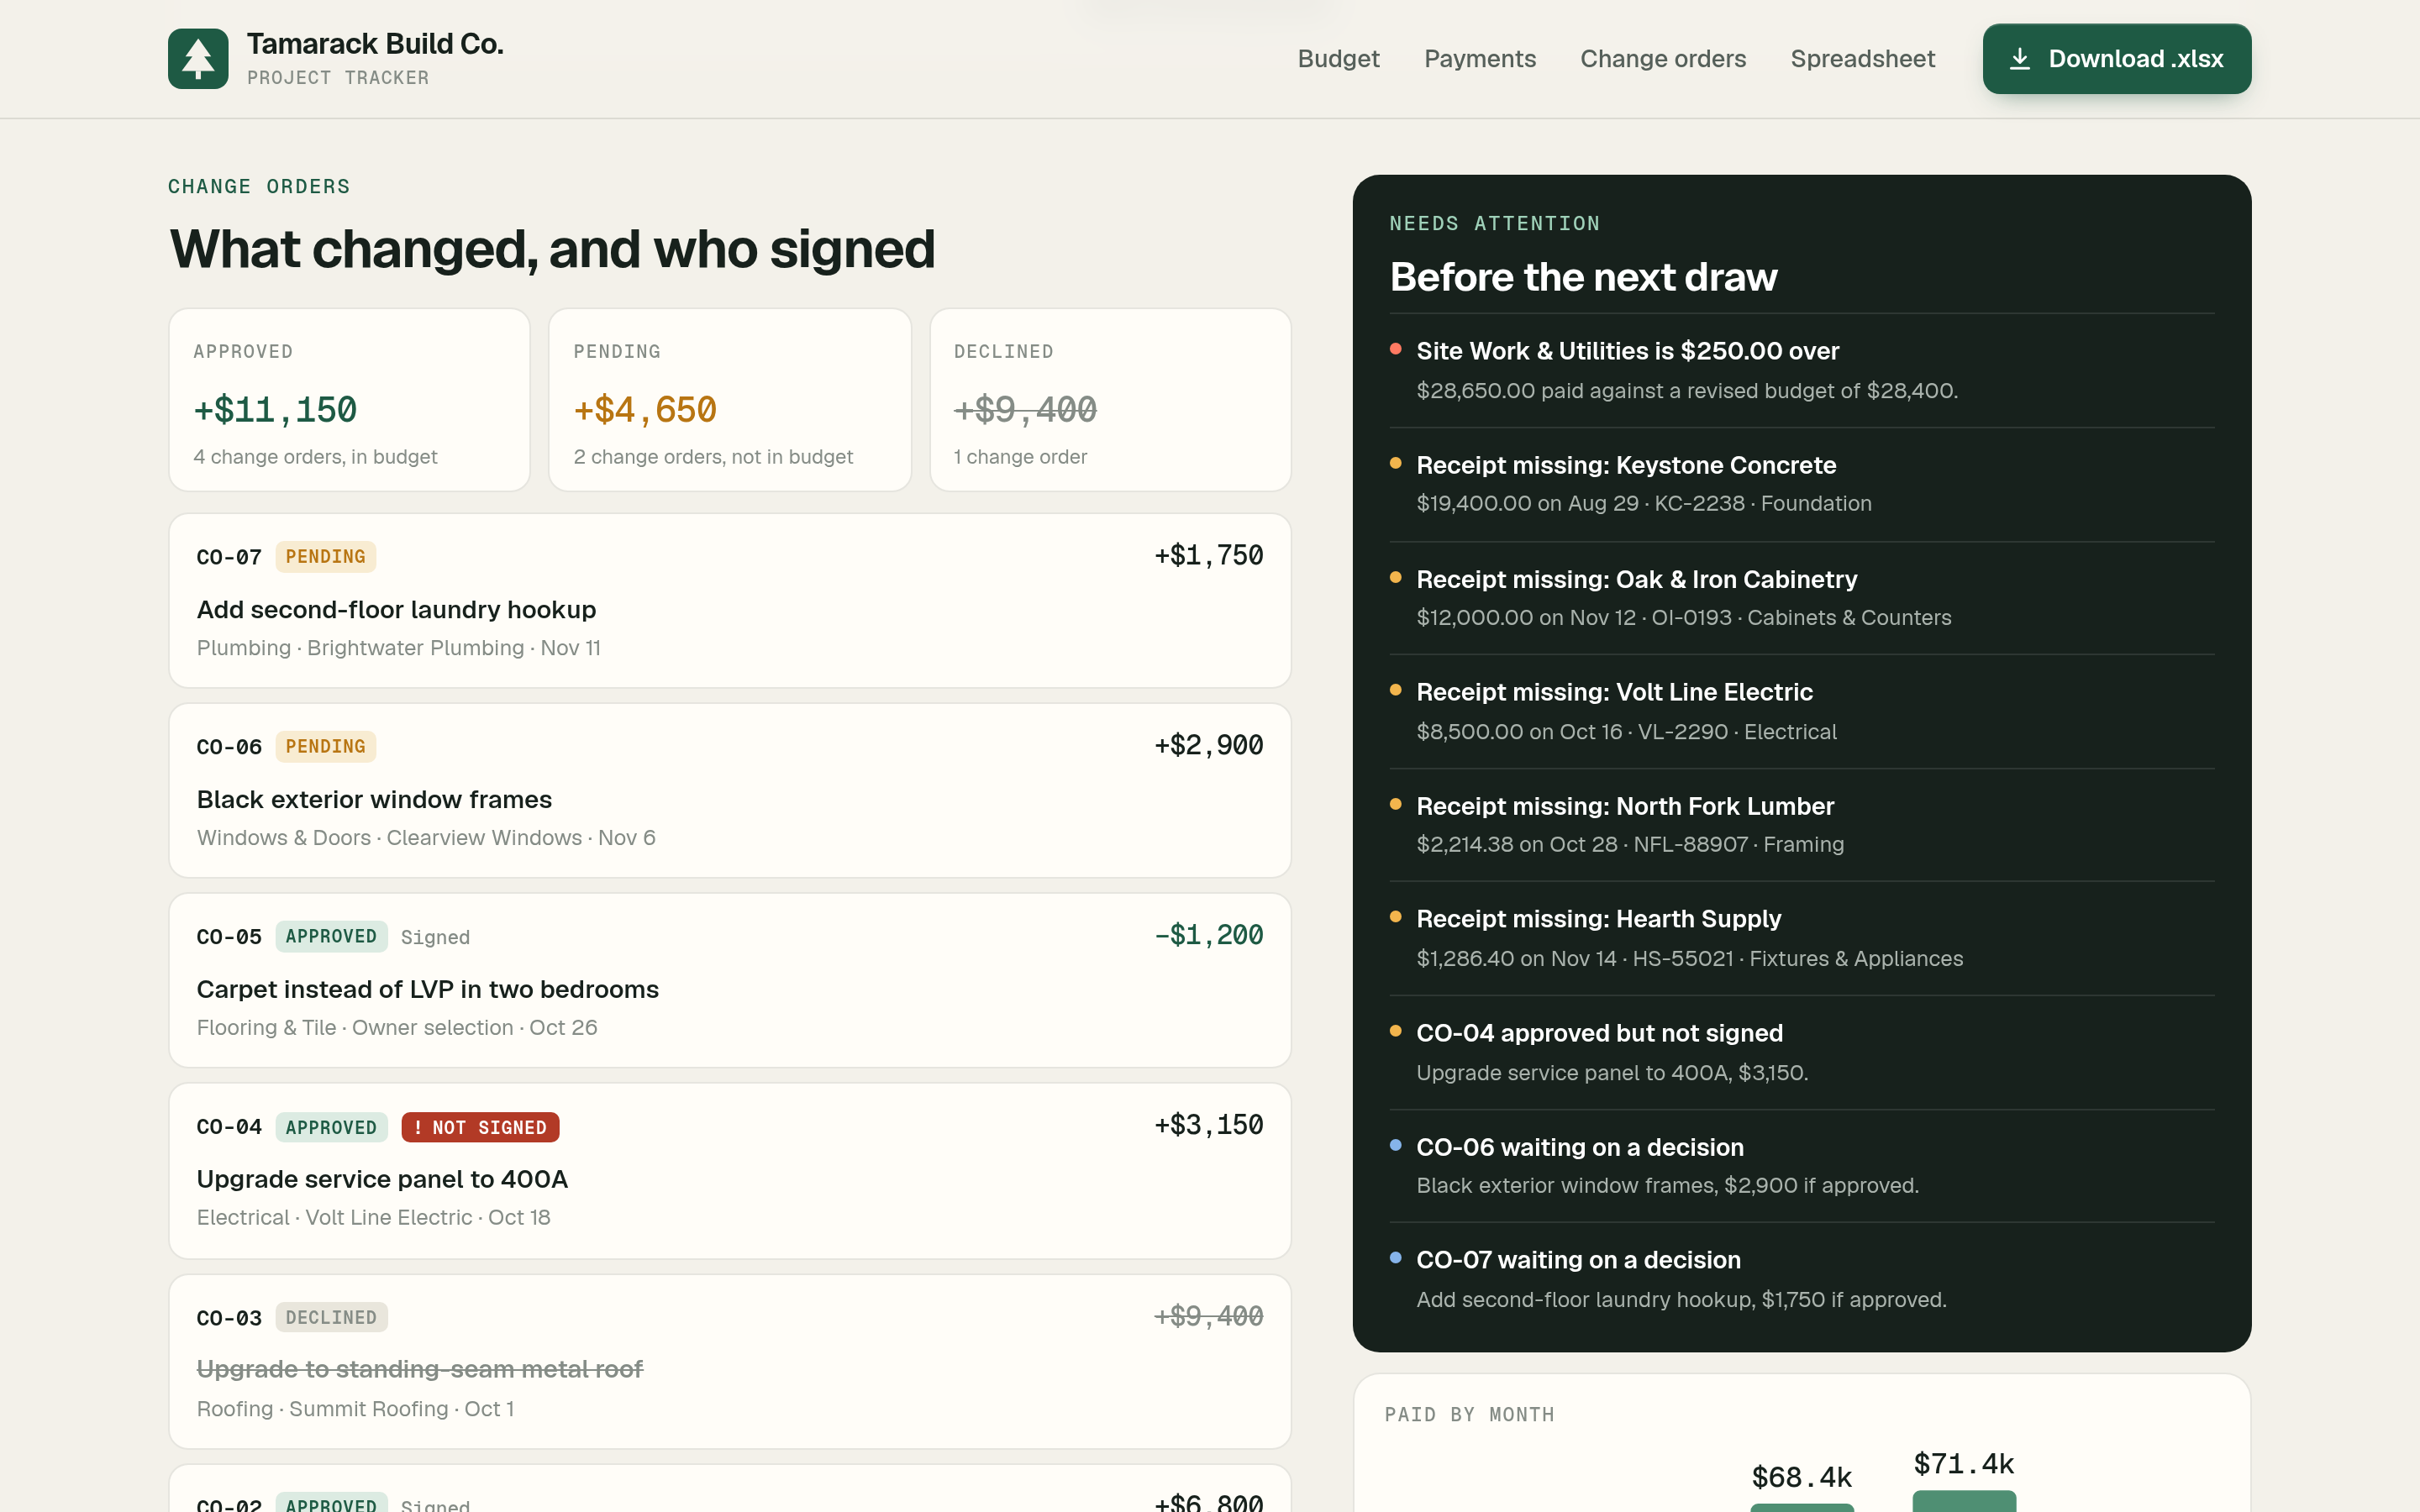 Tamarack Build Co.
PROJECT TRACKER
Budget
Payments
Change orders
Spreadsheet
Download .xlsx
CHANGE ORDERS
What changed, and who signed
APPROVED
+$11,150
4 change orders, in budget
PENDING
+$4,650
2 change orders, not in budget
DECLINED
+$9,400
1 change order
CO-07 PENDING +$1,750
Add second-floor laundry hookup
Plumbing · Brightwater Plumbing · Nov 11
CO-06 PENDING +$2,900
Black exterior window frames
Windows & Doors · Clearview Windows · Nov 6
CO-05 APPROVED Signed −$1,200
Carpet instead of LVP in two bedrooms
Flooring & Tile · Owner selection · Oct 26
CO-04 APPROVED ! NOT SIGNED +$3,150
Upgrade service panel to 400A
Electrical · Volt Line Electric · Oct 18
CO-03 DECLINED +$9,400
Upgrade to standing-seam metal roof
Roofing · Summit Roofing · Oct 1
CO-02 APPROVED Signed +$6,800
NEEDS ATTENTION
Before the next draw
Site Work & Utilities is $250.00 over
$28,650.00 paid against a revised budget of $28,400.
Receipt missing: Keystone Concrete
$19,400.00 on Aug 29 · KC-2238 · Foundation
Receipt missing: Oak & Iron Cabinetry
$12,000.00 on Nov 12 · OI-0193 · Cabinets & Counters
Receipt missing: Volt Line Electric
$8,500.00 on Oct 16 · VL-2290 · Electrical
Receipt missing: North Fork Lumber
$2,214.38 on Oct 28 · NFL-88907 · Framing
Receipt missing: Hearth Supply
$1,286.40 on Nov 14 · HS-55021 · Fixtures & Appliances
CO-04 approved but not signed
Upgrade service panel to 400A, $3,150.
CO-06 waiting on a decision
Black exterior window frames, $2,900 if approved.
CO-07 waiting on a decision
Add second-floor laundry hookup, $1,750 if approved.
PAID BY MONTH
$68.4k
$71.4k